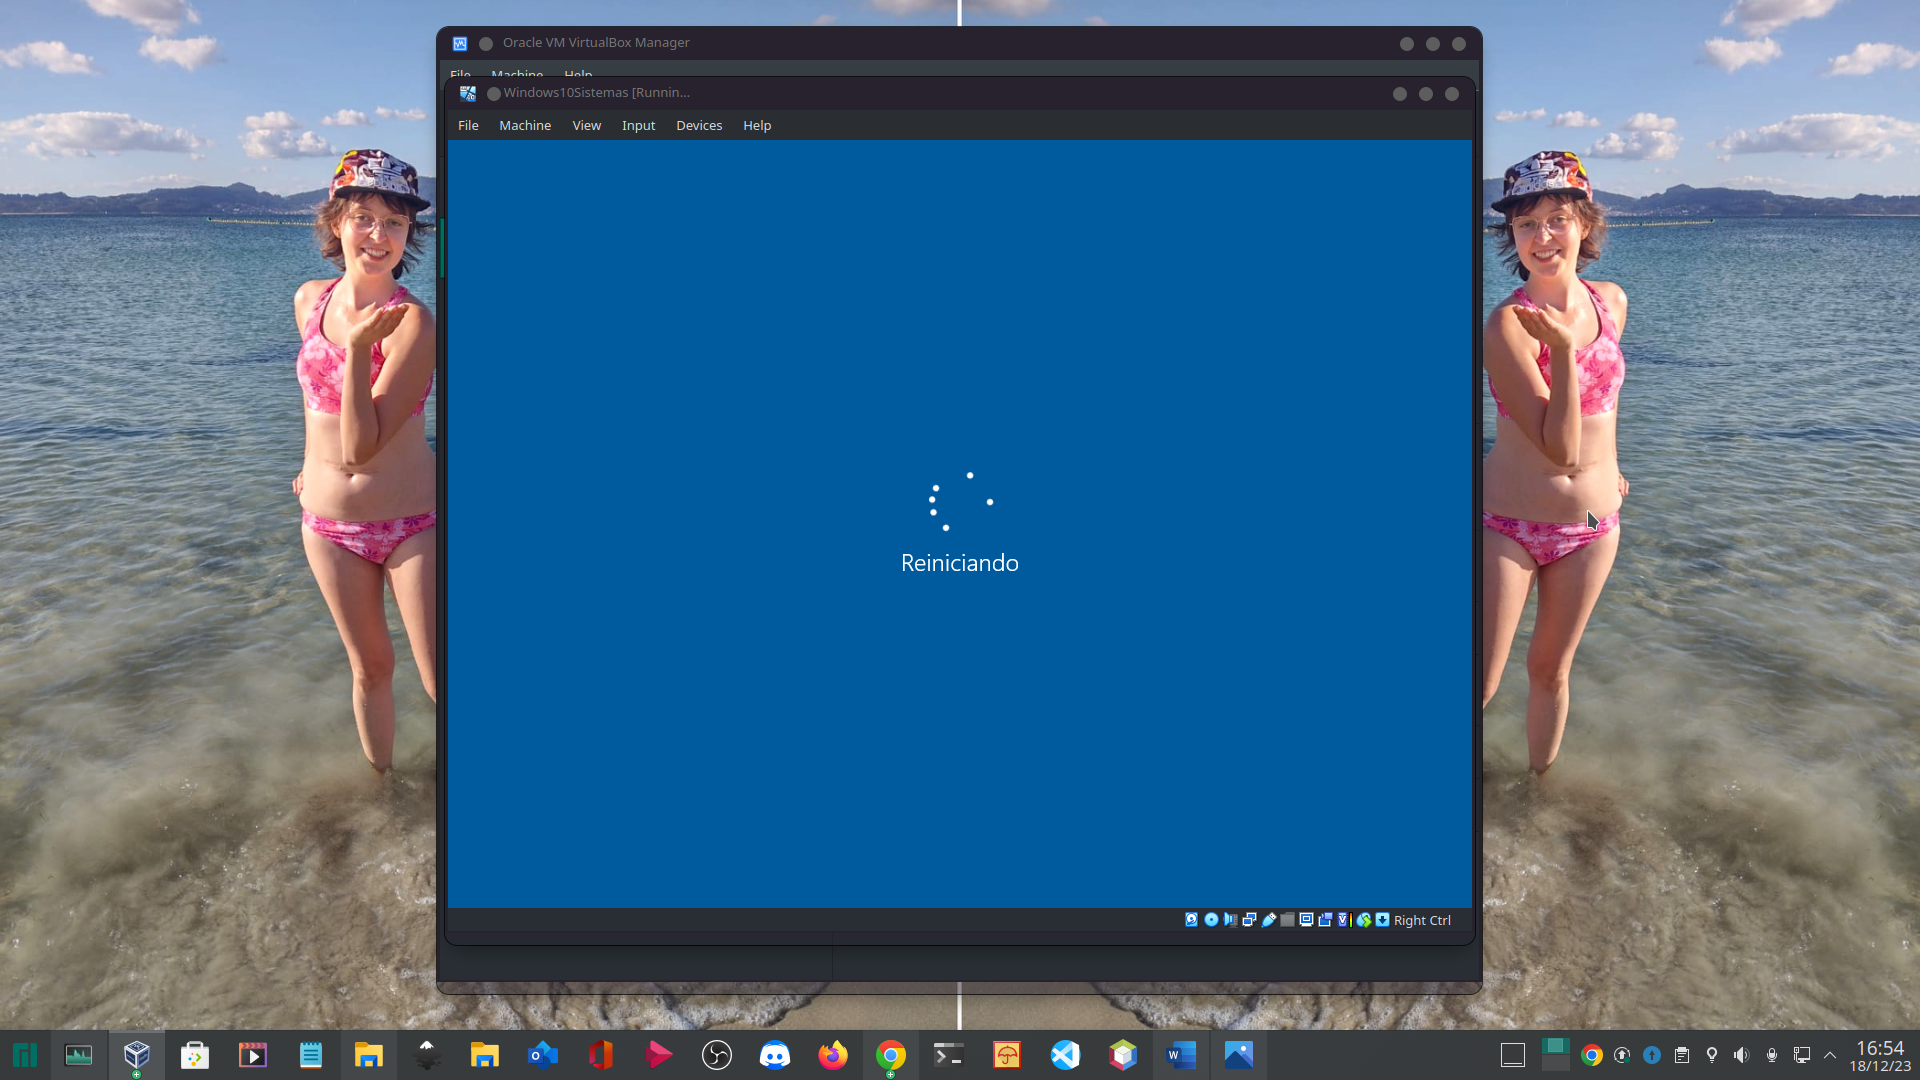 Oracle VM VirtualBox Manager
File Machine Help
Windows10Sistemas [Runnin...
File Machine View Input Devices Help
Reiniciando
Right Ctrl
16:54
18/12/23